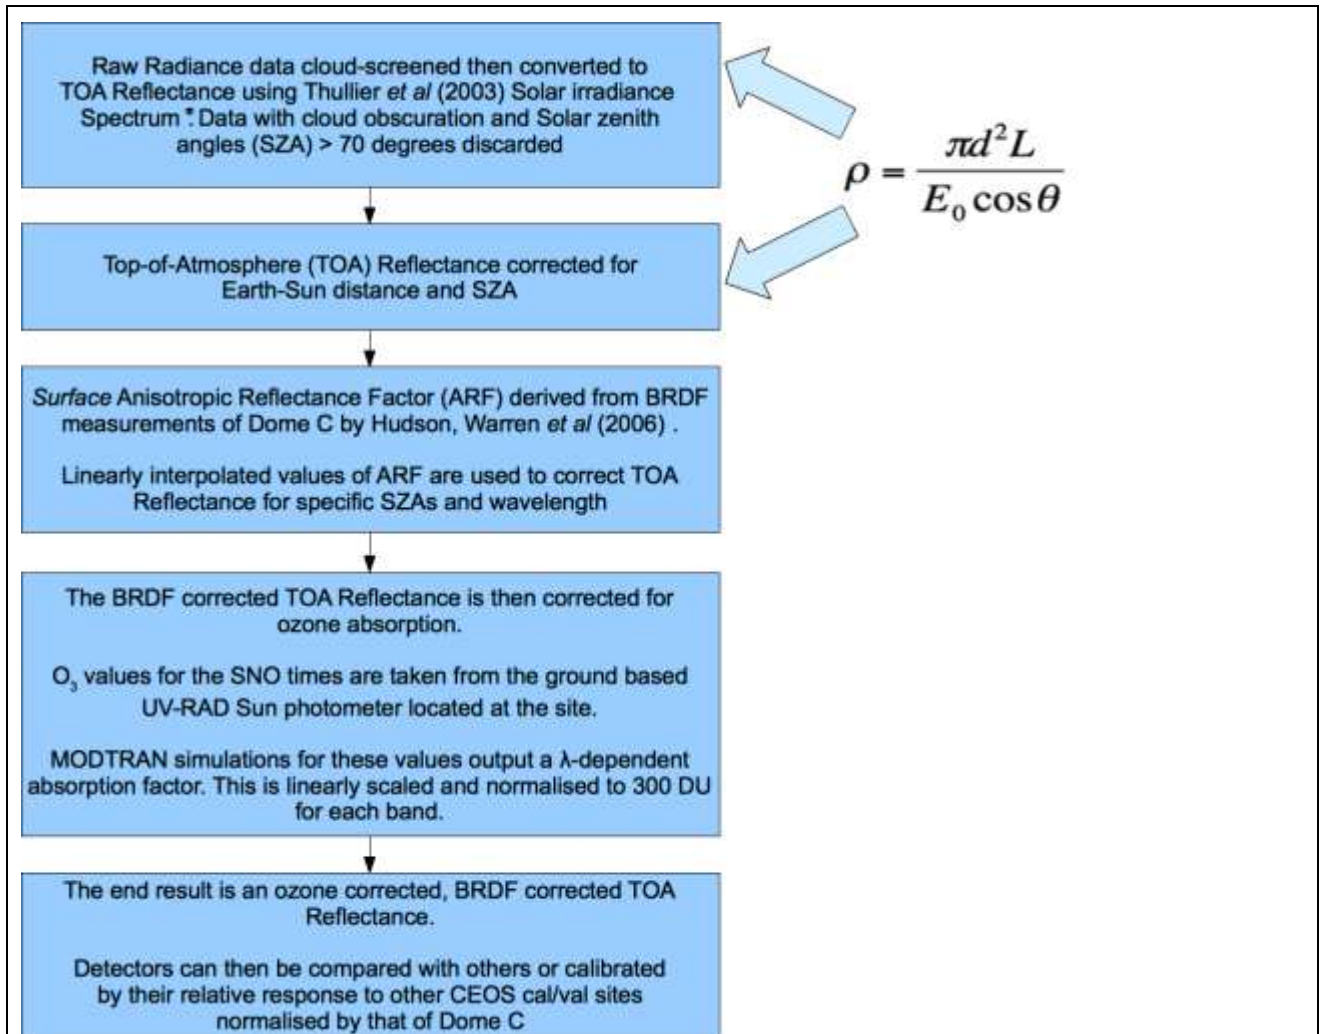 Raw Radiance data cloud-screened then converted to
TOA Reflectance using Thullier et al (2003) Solar irradiance
Spectrum*. Data with cloud obscuration and Solar zenith
angles (SZA) > 70 degrees discarded
ρ = πd²L / E₀ cosθ
Top-of-Atmosphere (TOA) Reflectance corrected for
Earth-Sun distance and SZA
Surface Anisotropic Reflectance Factor (ARF) derived from BRDF
measurements of Dome C by Hudson, Warren et al (2006) .
Linearly interpolated values of ARF are used to correct TOA
Reflectance for specific SZAs and wavelength
The BRDF corrected TOA Reflectance is then corrected for
ozone absorption.
O₃ values for the SNO times are taken from the ground based
UV-RAD Sun photometer located at the site.
MODTRAN simulations for these values output a λ-dependent
absorption factor. This is linearly scaled and normalised to 300 DU
for each band.
The end result is an ozone corrected, BRDF corrected TOA
Reflectance.
Detectors can then be compared with others or calibrated
by their relative response to other CEOS cal/val sites
normalised by that of Dome C